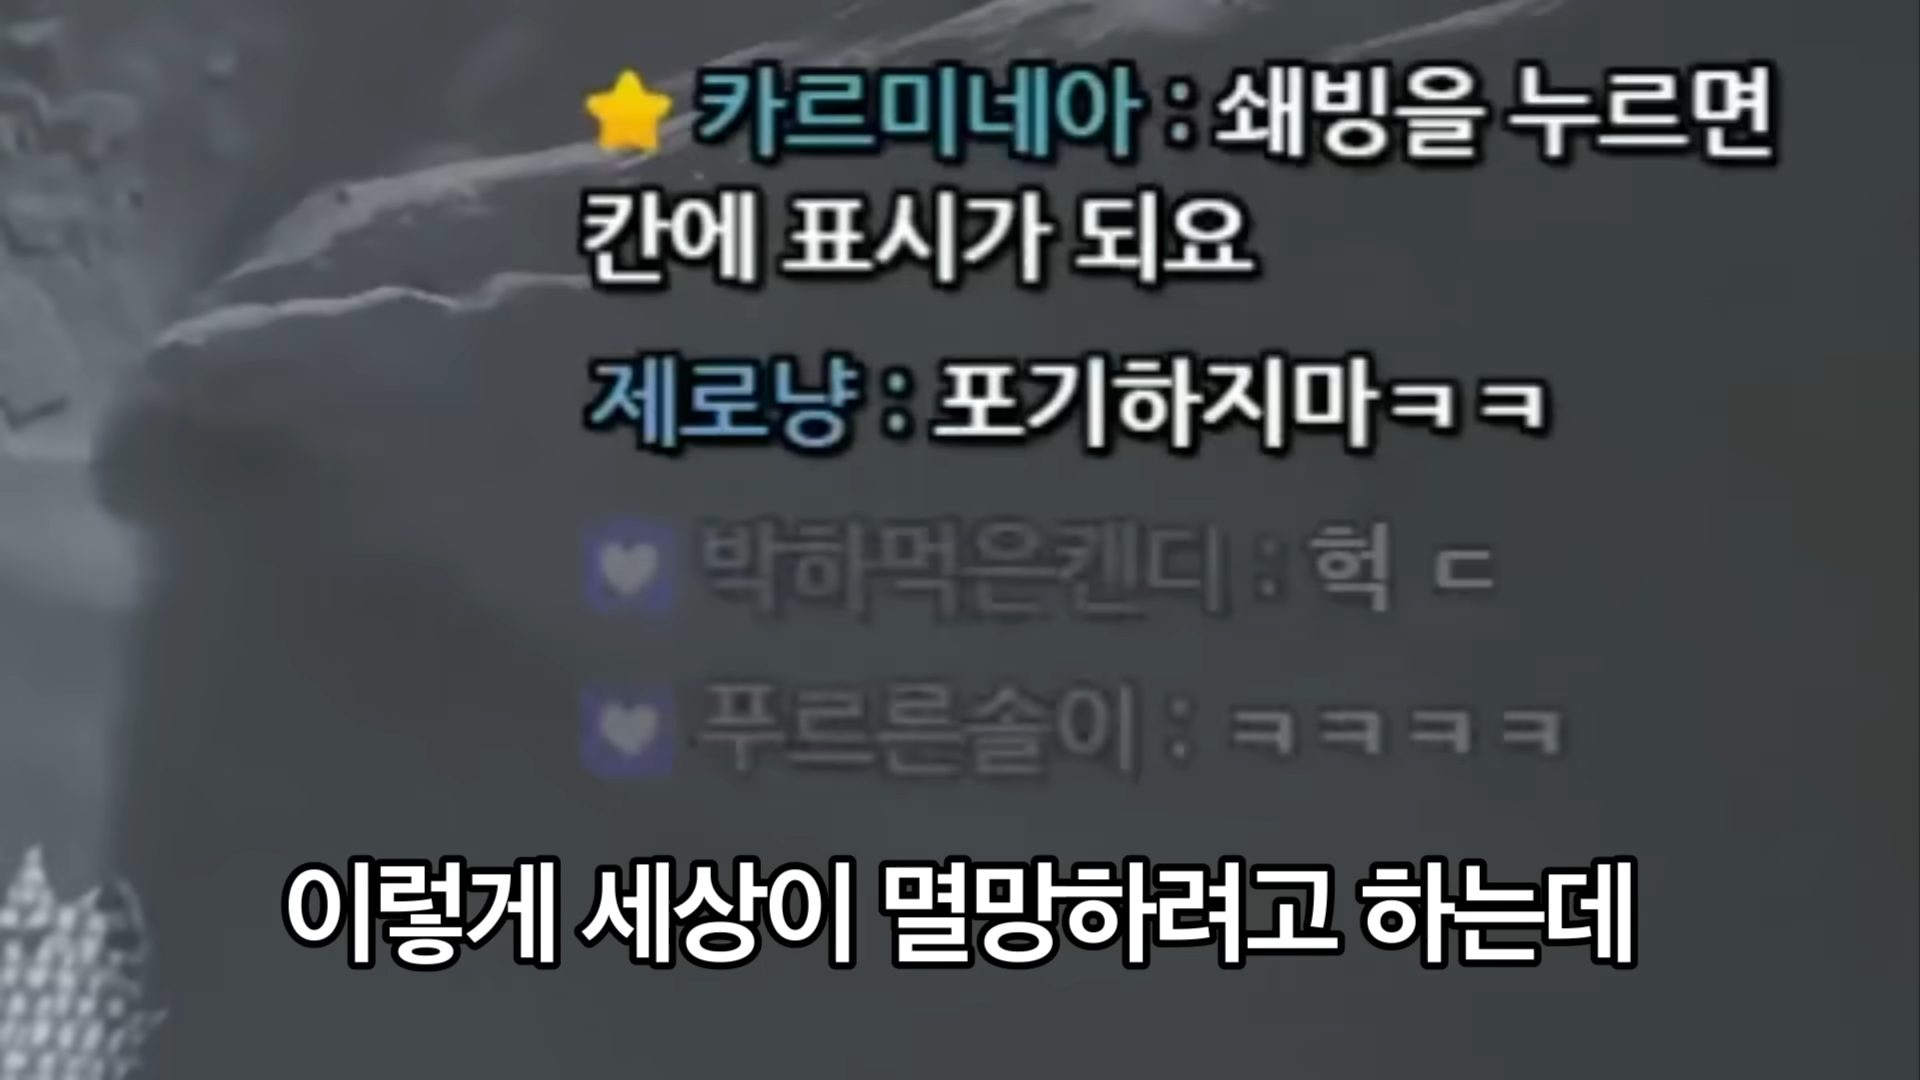 카르미네아 : 쇄빙을 누르면
칸에 표시가 되요
제로냥 : 포기하지마ㅋㅋ
박하먹은캔디 : 헉 ㄷ
푸르른솔이 : ㅋㅋㅋㅋ
이렇게 세상이 멸망하려고 하는데